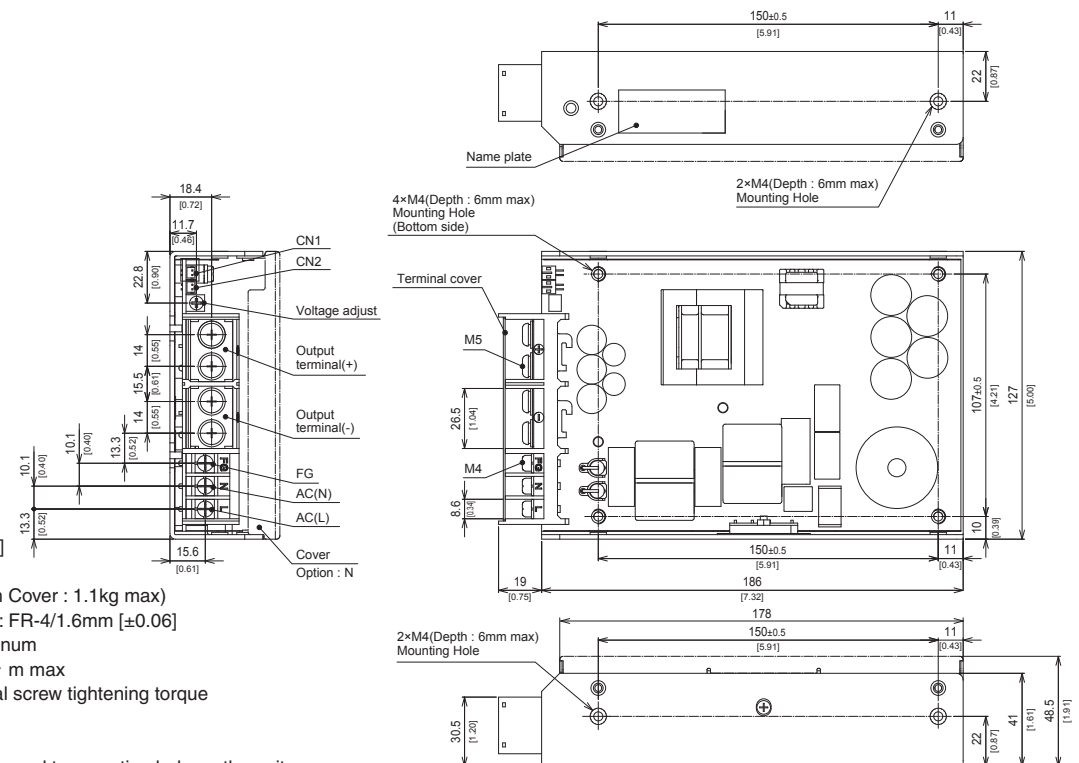 150±0.5
[5.91]
11
[0.43]
22
[0.87]
Name plate
2×M4(Depth : 6mm max)
Mounting Hole
4×M4(Depth : 6mm max)
Mounting Hole
(Bottom side)
18.4
[0.72]
11.7
[0.46]
CN1
CN2
22.8
[0.90]
Voltage adjust
14
[0.55]
Output
terminal(+)
15.5
[0.61]
14
[0.55]
Output
terminal(-)
13.3
[0.52]
10.1
[0.40]
10.1
[0.40]
13.3
[0.52]
FG
AC(N)
AC(L)
FG
N
L
15.6
[0.61]
Cover
Option : N
Terminal cover
M5
26.5
[1.04]
M4
8.6
[0.34]
FG
N
L
107±0.5
[4.21]
127
[5.00]
10
[0.39]
150±0.5
[5.91]
11
[0.43]
19
[0.75]
186
[7.32]
]
Cover : 1.1kg max)
: FR-4/1.6mm [±0.06]
m max
screw tightening torque
178
150±0.5
[5.91]
11
[0.43]
2×M4(Depth : 6mm max)
Mounting Hole
30.5
[1.20]
22
[0.87]
41
[1.61]
48.5
[1.91]